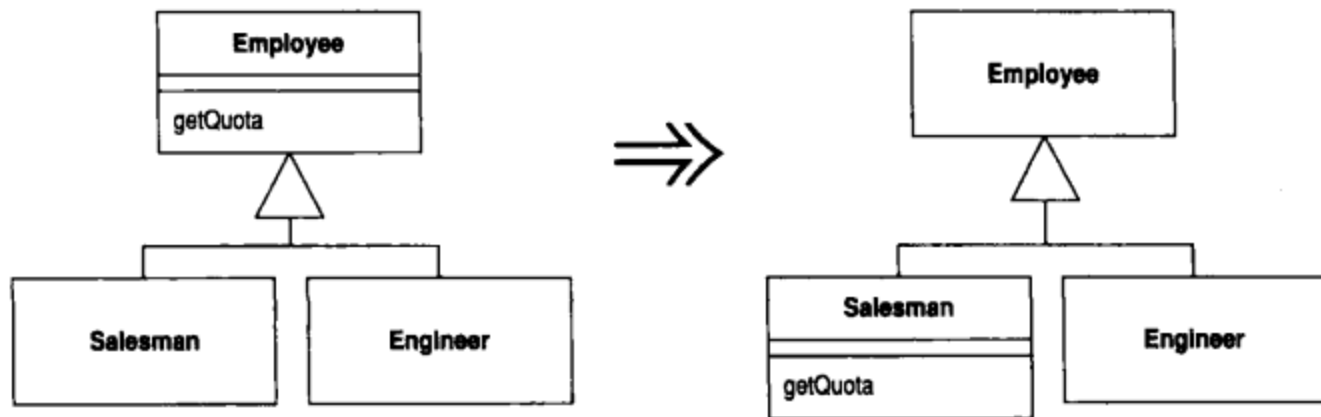 Employee
getQuota
Salesman
Engineer
Employee
Salesman
getQuota
Engineer